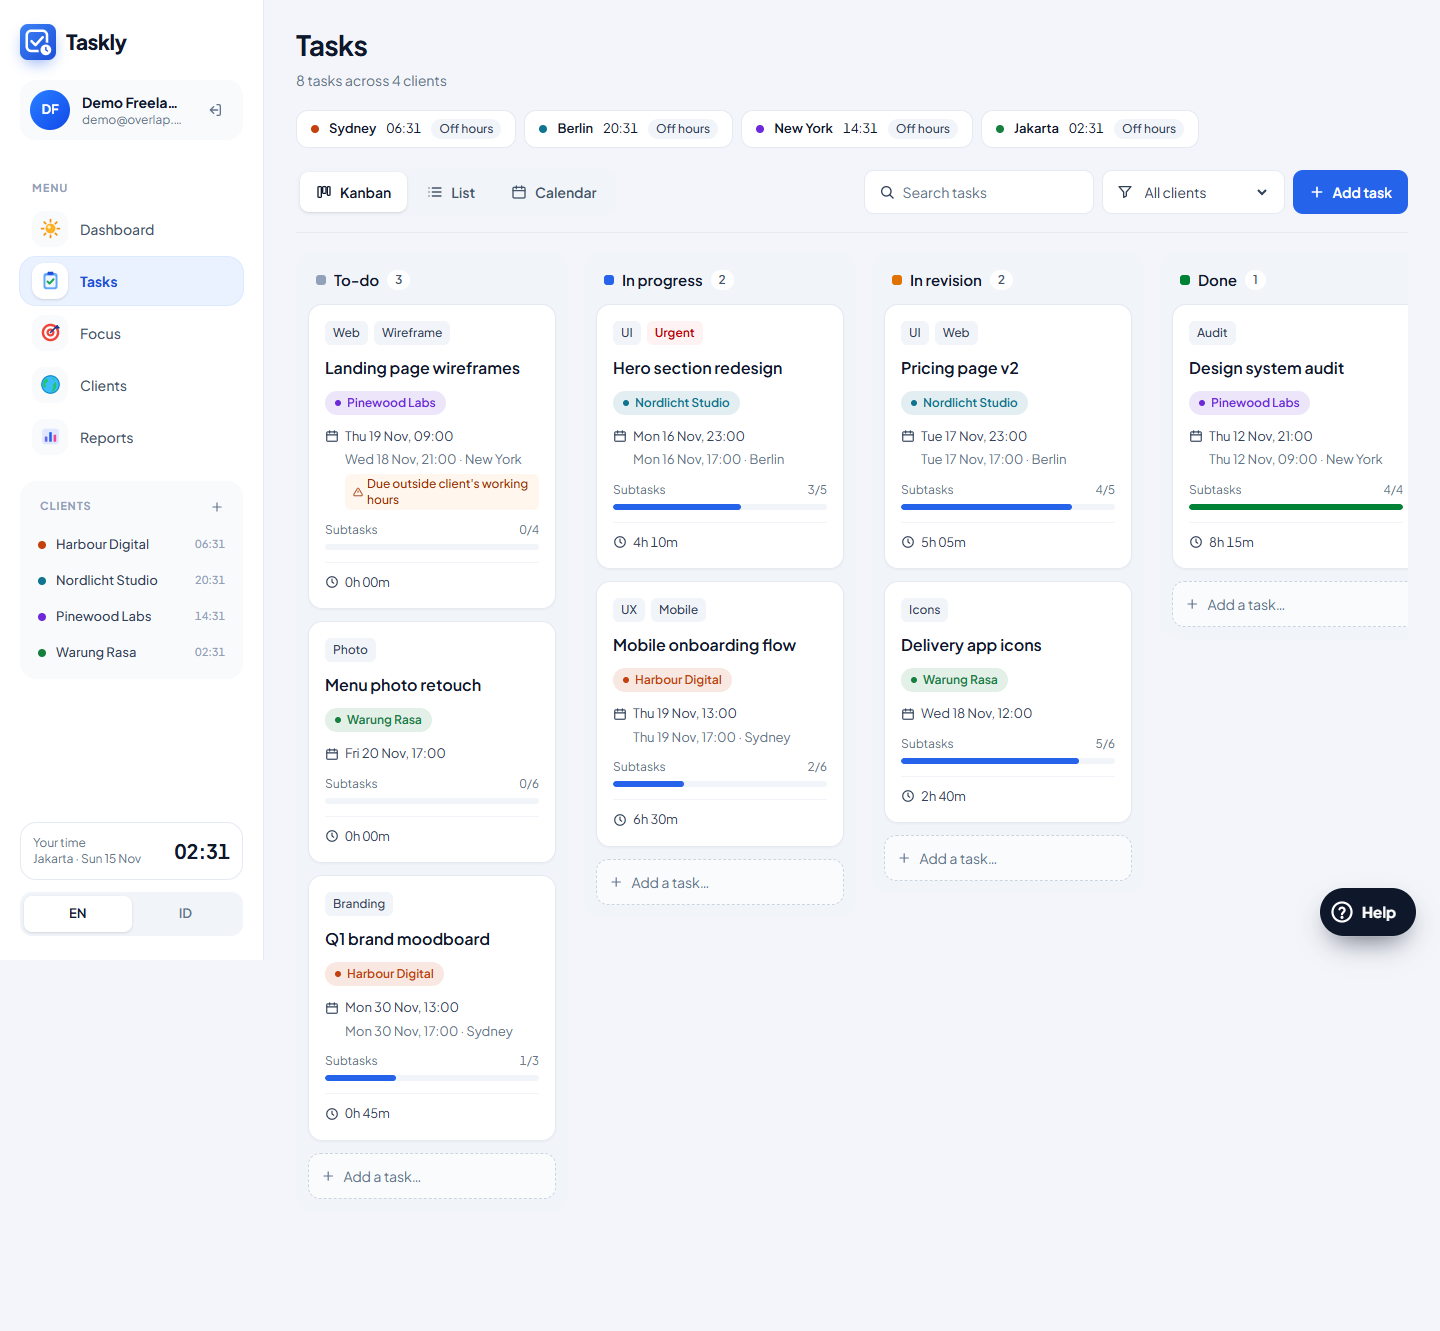 Taskly
DF
Demo Freela...
demo@overlap....
MENU
Dashboard
Tasks
Focus
Clients
Reports
CLIENTS
Harbour Digital 06:31
Nordlicht Studio 20:31
Pinewood Labs 14:31
Warung Rasa 02:31
Your time
Jakarta · Sun 15 Nov
02:31
EN ID
Tasks
8 tasks across 4 clients
Sydney 06:31 Off hours
Berlin 20:31 Off hours
New York 14:31 Off hours
Jakarta 02:31 Off hours
Kanban List Calendar
Search tasks
All clients
Add task
To-do 3
Web Wireframe
Landing page wireframes
Pinewood Labs
Thu 19 Nov, 09:00
Wed 18 Nov, 21:00 · New York
Due outside client's working
hours
Subtasks 0/4
0h 00m
Photo
Menu photo retouch
Warung Rasa
Fri 20 Nov, 17:00
Subtasks 0/6
0h 00m
Branding
Q1 brand moodboard
Harbour Digital
Mon 30 Nov, 13:00
Mon 30 Nov, 17:00 · Sydney
Subtasks 1/3
0h 45m
Add a task...
In progress 2
UI Urgent
Hero section redesign
Nordlicht Studio
Mon 16 Nov, 23:00
Mon 16 Nov, 17:00 · Berlin
Subtasks 3/5
4h 10m
UX Mobile
Mobile onboarding flow
Harbour Digital
Thu 19 Nov, 13:00
Thu 19 Nov, 17:00 · Sydney
Subtasks 2/6
6h 30m
Add a task...
In revision 2
UI Web
Pricing page v2
Nordlicht Studio
Tue 17 Nov, 23:00
Tue 17 Nov, 17:00 · Berlin
Subtasks 4/5
5h 05m
Icons
Delivery app icons
Warung Rasa
Wed 18 Nov, 12:00
Subtasks 5/6
2h 40m
Add a task...
Done 1
Audit
Design system audit
Pinewood Labs
Thu 12 Nov, 21:00
Thu 12 Nov, 09:00 · New York
Subtasks 4/4
8h 15m
Add a task...
Help